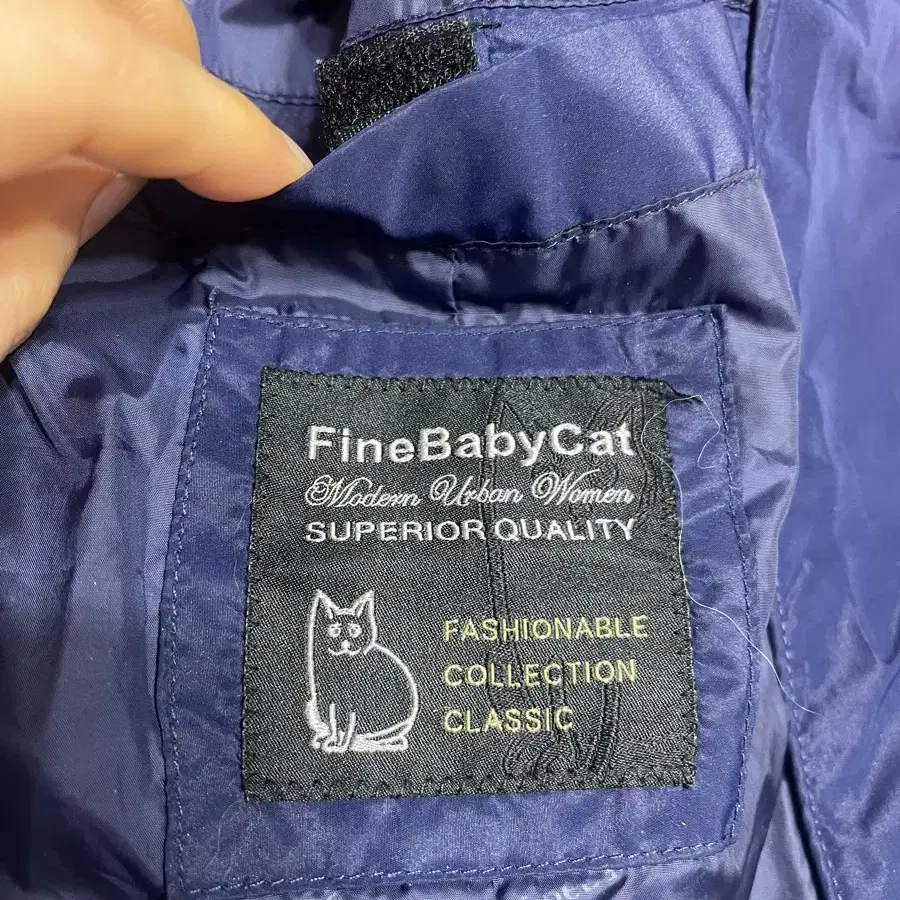 FineBabyCat
Modern Urban Women
SUPERIOR QUALITY
FASHIONABLE
COLLECTION
CLASSIC